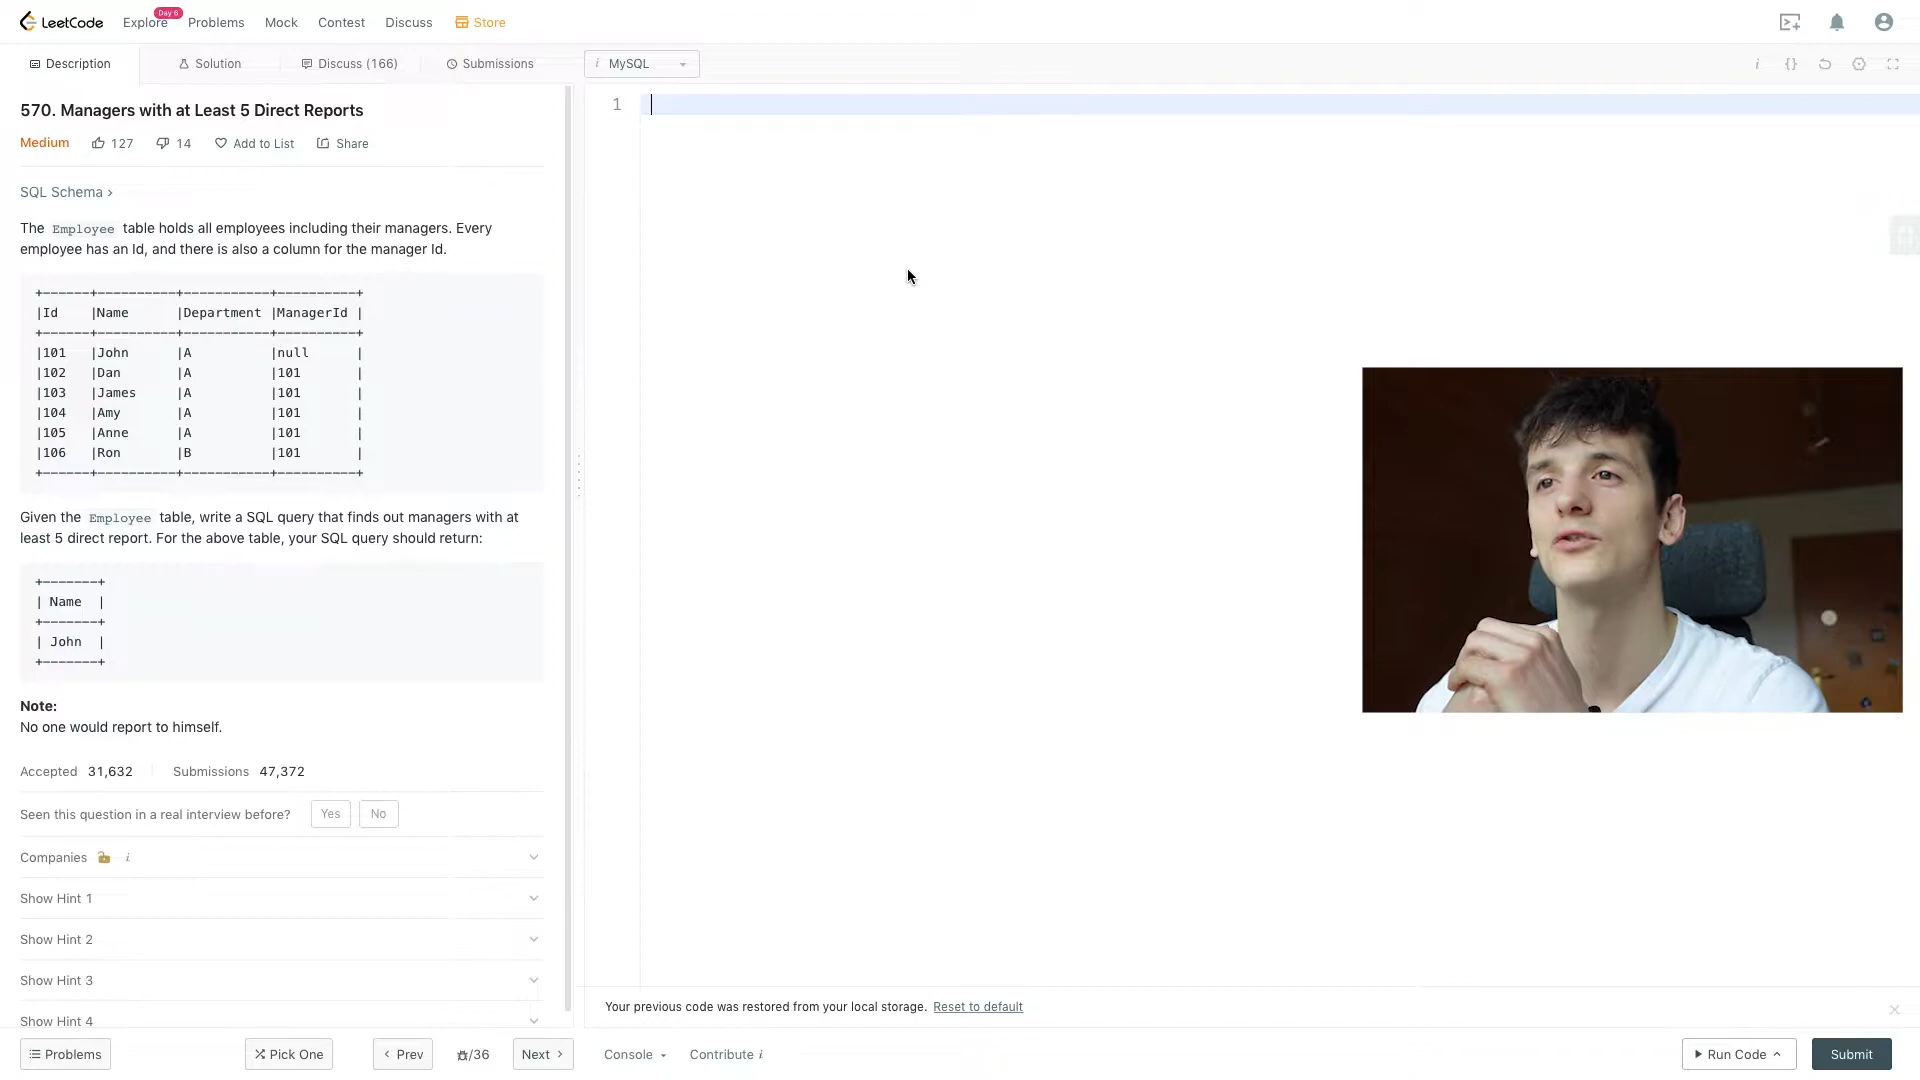 LeetCode Explore Day 6 Problems Mock Contest Discuss Store
Description Solution Discuss (166) Submissions i MySQL i {}
570. Managers with at Least 5 Direct Reports
1
Medium 127 14 Add to List Share
SQL Schema ›
The Employee table holds all employees including their managers. Every
employee has an Id, and there is also a column for the manager Id.
+------+----------+-----------+----------+
|Id |Name |Department |ManagerId |
+------+----------+-----------+----------+
|101 |John |A |null |
|102 |Dan |A |101 |
|103 |James |A |101 |
|104 |Amy |A |101 |
|105 |Anne |A |101 |
|106 |Ron |B |101 |
+------+----------+-----------+----------+
Given the Employee table, write a SQL query that finds out managers with at
least 5 direct report. For the above table, your SQL query should return:
+-------+
| Name |
+-------+
| John |
+-------+
Note:
No one would report to himself.
Accepted 31,632 Submissions 47,372
Seen this question in a real interview before? Yes No
Companies i
Show Hint 1
Show Hint 2
Show Hint 3
Show Hint 4
Your previous code was restored from your local storage. Reset to default
Problems Pick One Prev /36 Next Console Contribute i Run Code Submit